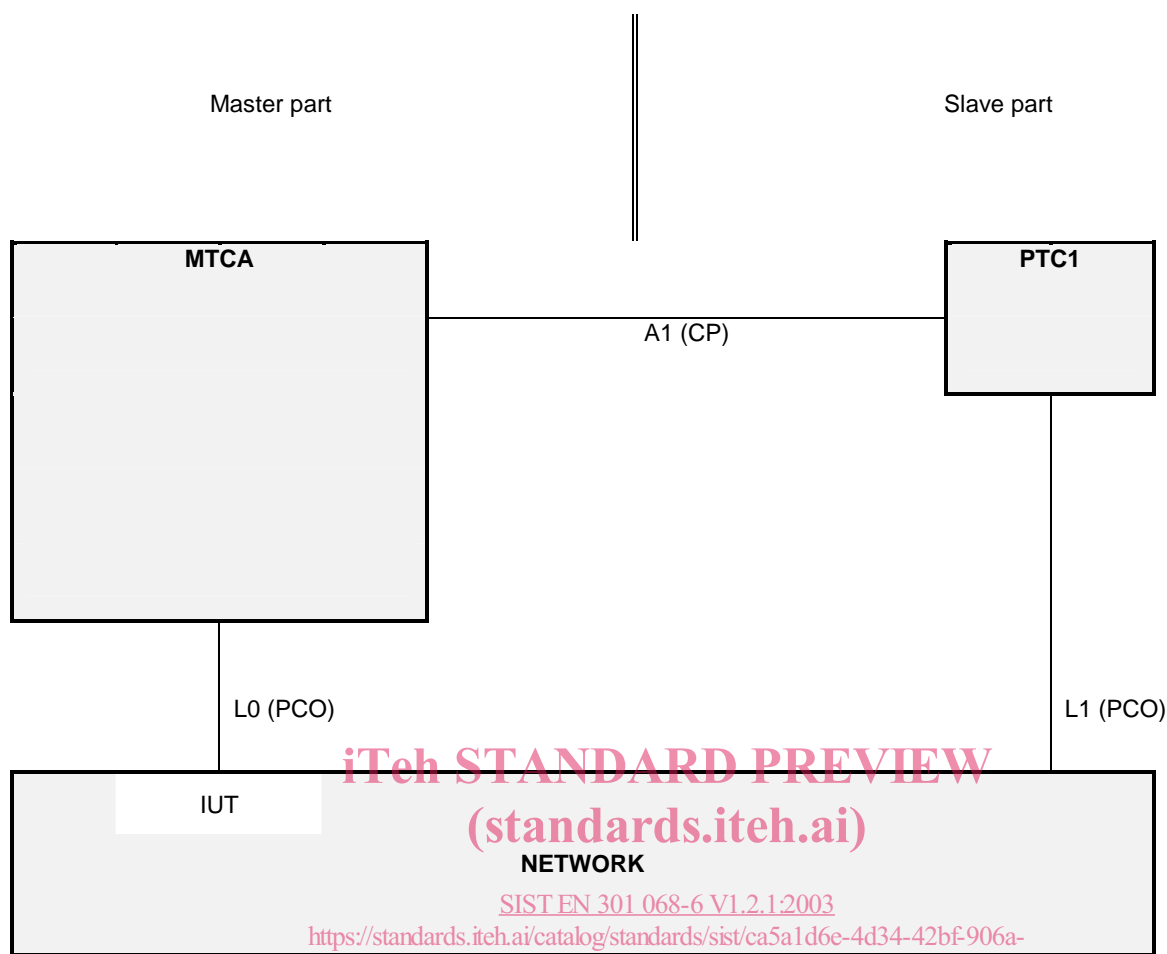 Master part
Slave part
MTCA
PTC1
A1 (CP)
L0 (PCO)
L1 (PCO)
iTeh STANDARD PREVIEW
IUT
(standards.iteh.ai)
NETWORK
SIST EN 301 068-6 V1.2.1:2003
https://standards.iteh.ai/catalog/standards/sist/ca5a1d6e-4d34-42bf-906a-